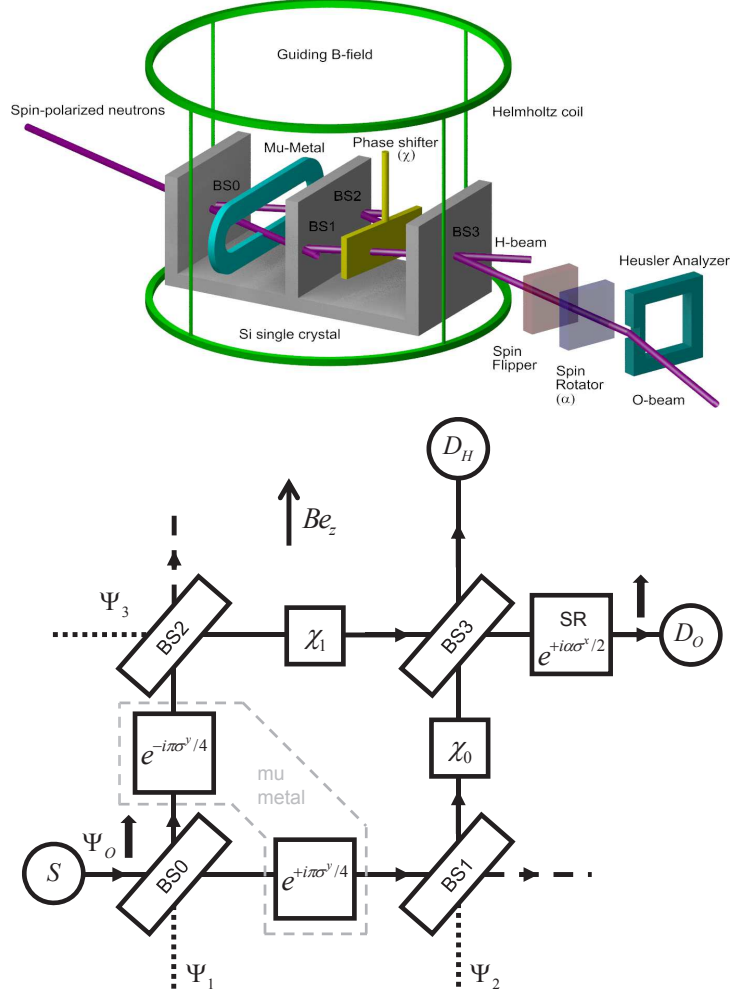 Guiding B-field
Spin-polarized neutrons
Helmholtz coil
Mu-Metal
Phase shifter
(χ)
BS0
BS2
BS1
BS3
H-beam
Heusler Analyzer
Si single crystal
Spin
Flipper
Spin
Rotator
(α)
O-beam
D_H
Be_z
Ψ_3
BS2
χ_1
BS3
SR
e^{+iασ^x/2}
D_O
e^{-iπσ^y/4}
mu
metal
χ_0
Ψ_O
S
BS0
e^{+iπσ^y/4}
BS1
Ψ_1
Ψ_2